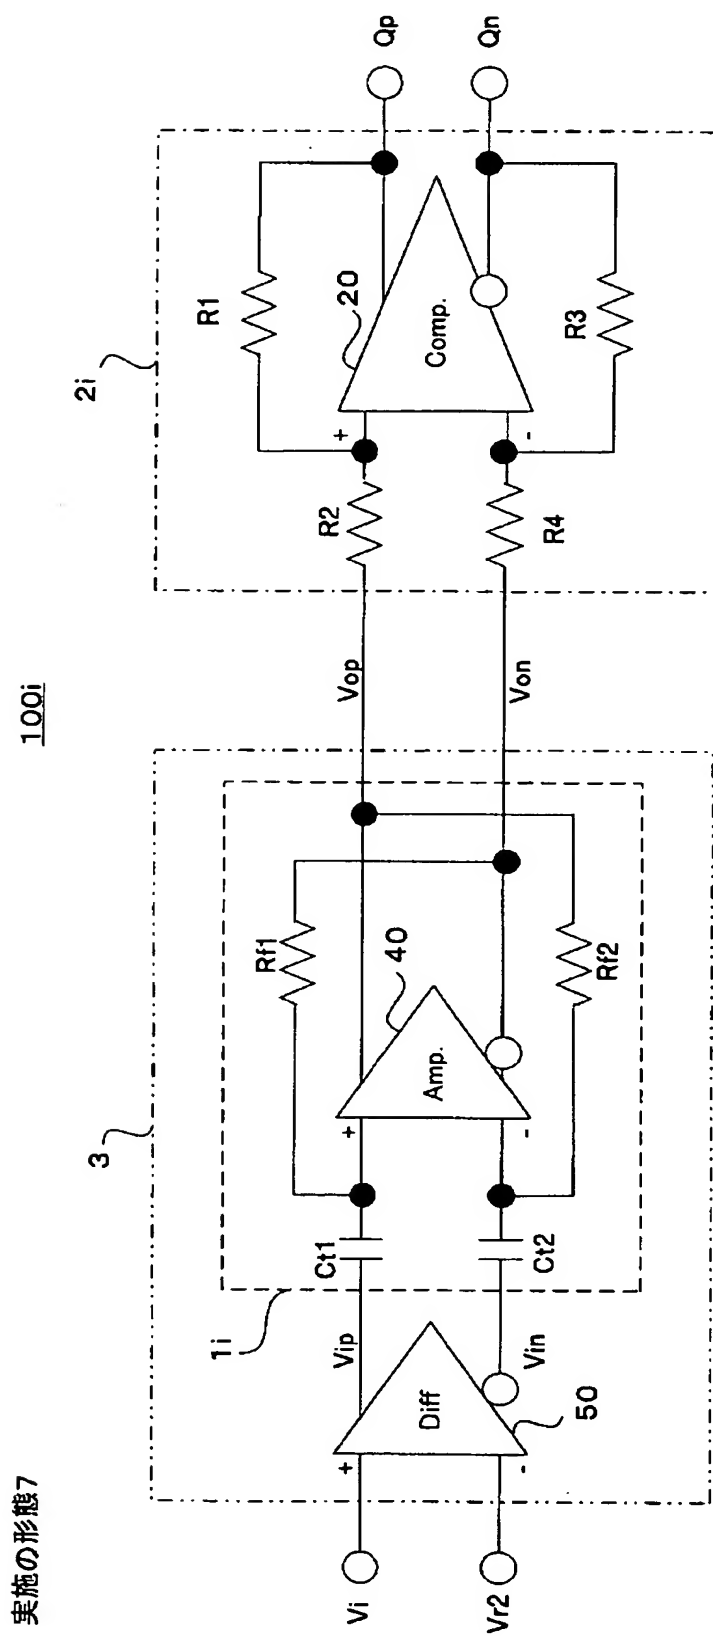 実施の形態7
100i
3
2i
1i
Vi
Vr2
+
-
Diff
50
Vip
Vin
Ct1
Ct2
+
-
Amp.
40
Rf1
Rf2
Vop
Von
R2
R4
R1
R3
+
-
Comp.
20
Qp
Qn